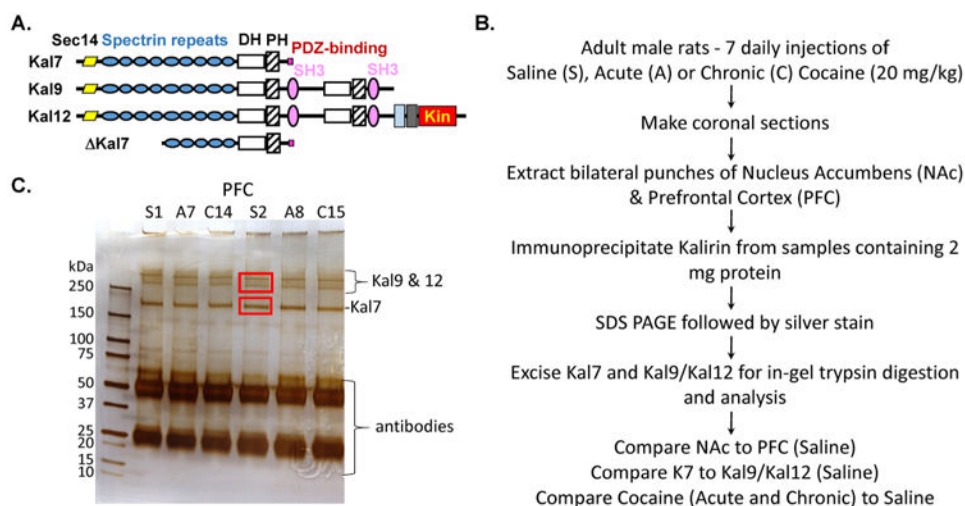 A.
Sec14 Spectrin repeats DH PH PDZ-binding
Kal7
SH3 SH3
Kal9
Kal12 Kin
ΔKal7
C. PFC
S1 A7 C14 S2 A8 C15
kDa
250
150
100
75
50
37
25
20
15
10
Kal9 & 12
-Kal7
antibodies
B.
Adult male rats - 7 daily injections of
Saline (S), Acute (A) or Chronic (C) Cocaine (20 mg/kg)
Make coronal sections
Extract bilateral punches of Nucleus Accumbens (NAc)
& Prefrontal Cortex (PFC)
Immunoprecipitate Kalirin from samples containing 2
mg protein
SDS PAGE followed by silver stain
Excise Kal7 and Kal9/Kal12 for in-gel trypsin digestion
and analysis
Compare NAc to PFC (Saline)
Compare K7 to Kal9/Kal12 (Saline)
Compare Cocaine (Acute and Chronic) to Saline